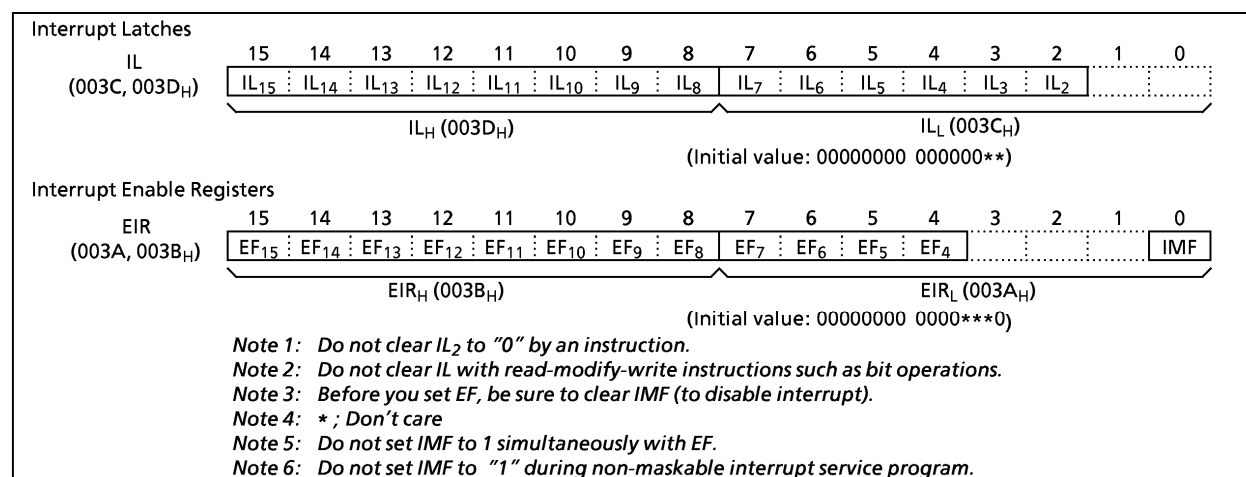 Interrupt Latches
IL
(003C, 003DH)
15 14 13 12 11 10 9 8 7 6 5 4 3 2 1 0
IL15 IL14 IL13 IL12 IL11 IL10 IL9 IL8 IL7 IL6 IL5 IL4 IL3 IL2
ILH (003DH) ILL (003CH)
(Initial value: 00000000 000000**)
Interrupt Enable Registers
EIR
(003A, 003BH)
15 14 13 12 11 10 9 8 7 6 5 4 3 2 1 0
EF15 EF14 EF13 EF12 EF11 EF10 EF9 EF8 EF7 EF6 EF5 EF4 IMF
EIRH (003BH) EIRL (003AH)
(Initial value: 00000000 0000***0)
Note 1: Do not clear IL2 to "0" by an instruction.
Note 2: Do not clear IL with read-modify-write instructions such as bit operations.
Note 3: Before you set EF, be sure to clear IMF (to disable interrupt).
Note 4: * ; Don't care
Note 5: Do not set IMF to 1 simultaneously with EF.
Note 6: Do not set IMF to "1" during non-maskable interrupt service program.